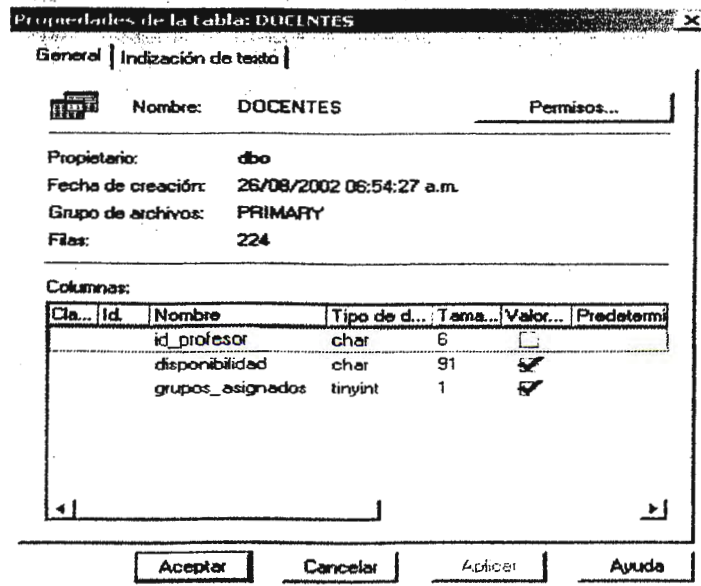 Propiedades de la tabla: DOCENTES
General Indización de texto
Nombre: DOCENTES Permisos...
Propietario: dbo
Fecha de creación: 26/08/2002 06:54:27 a.m.
Grupo de archivos: PRIMARY
Filas: 224
Columnas:
Cla... Id. Nombre Tipo de d... Tama... Valor... Predetermi
id_profesor char 6
disponibilidad char 91
grupos_asignados tinyint 1
Aceptar Cancelar Aplicar Ayuda